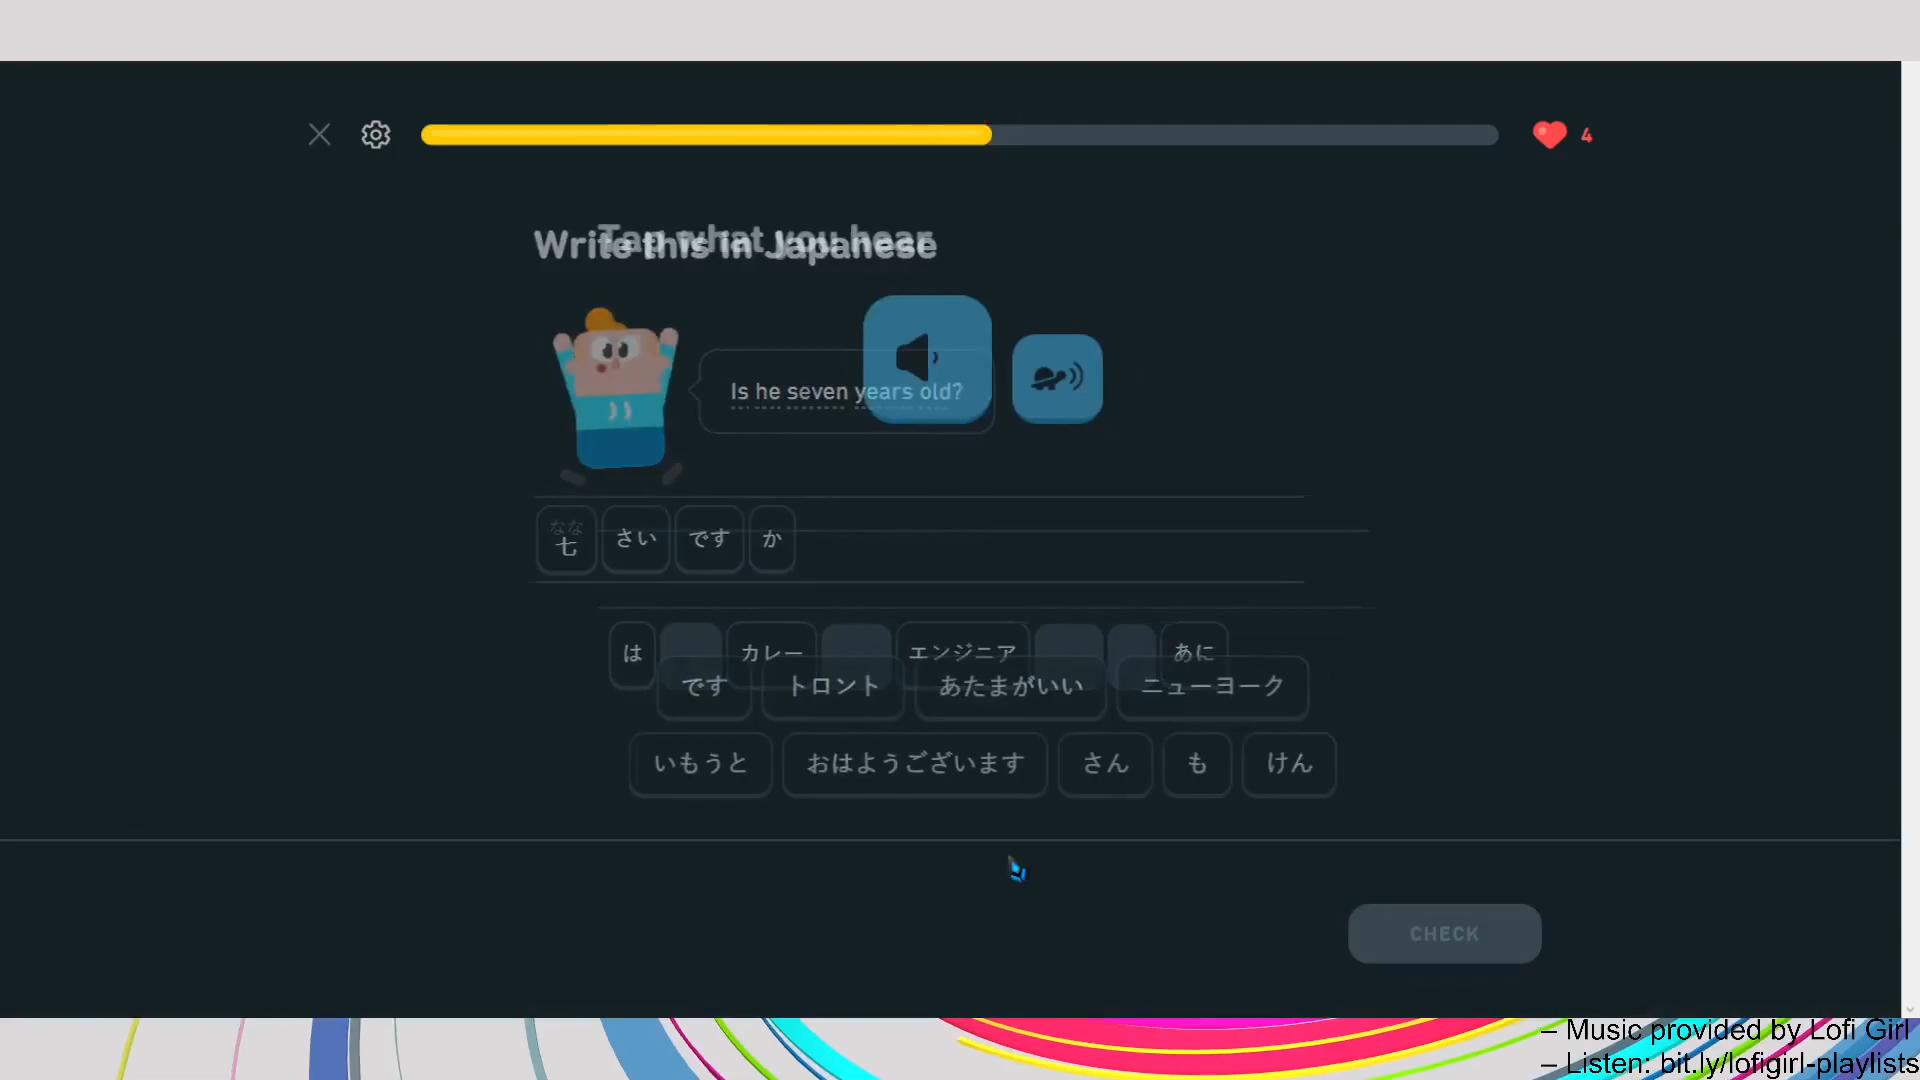 4
Write this in Japanese
Tap what you hear
Is he seven years old?
なな
七 さい です か
は カレー エンジニア あに
です トロント あたまがいい ニューヨーク
いもうと おはようございます さん も けん
CHECK
– Music provided by Lofi Girl
– Listen: bit.ly/lofigirl-playlists